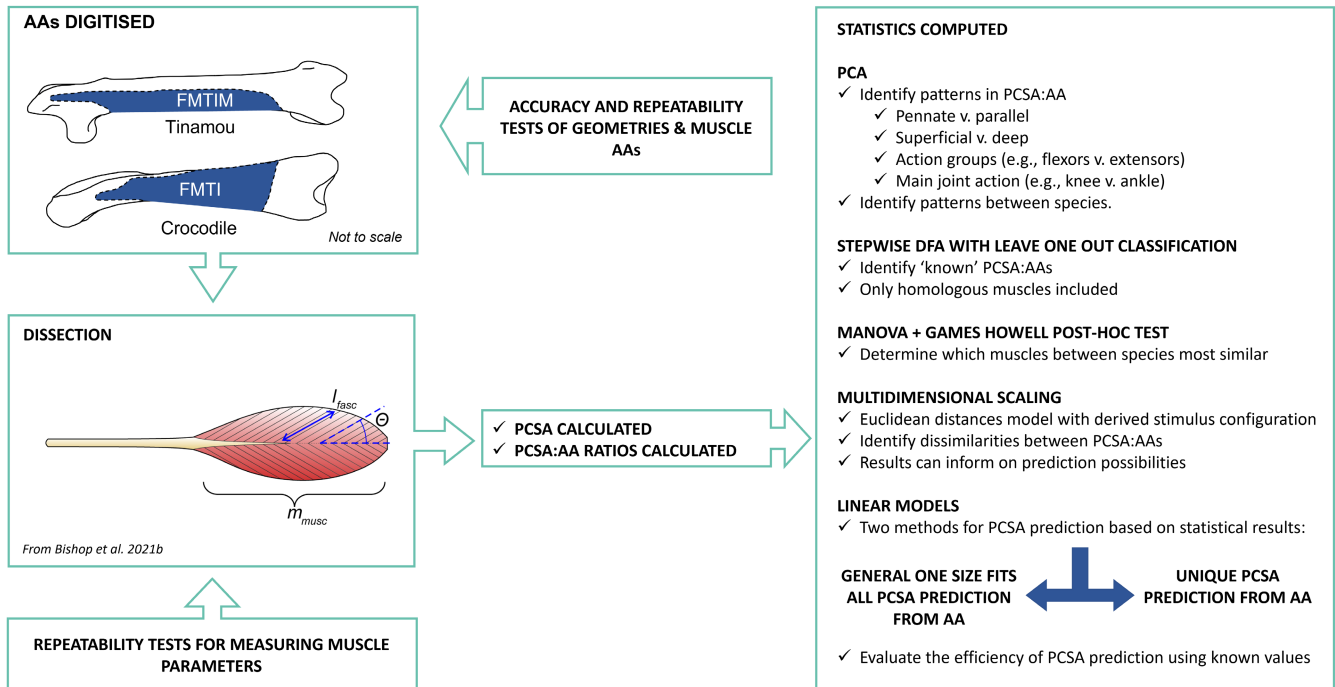 AAs DIGITISED
FMTIM
Tinamou
FMTI
Crocodile
Not to scale
ACCURACY AND REPEATABILITY
TESTS OF GEOMETRIES & MUSCLE
AAs
DISSECTION
l fasc
Θ
m musc
From Bishop et al. 2021b
REPEATABILITY TESTS FOR MEASURING MUSCLE
PARAMETERS
✓ PCSA CALCULATED
✓ PCSA:AA RATIOS CALCULATED
STATISTICS COMPUTED
PCA
✓ Identify patterns in PCSA:AA
✓ Pennate v. parallel
✓ Superficial v. deep
✓ Action groups (e.g., flexors v. extensors)
✓ Main joint action (e.g., knee v. ankle)
✓ Identify patterns between species.
STEPWISE DFA WITH LEAVE ONE OUT CLASSIFICATION
✓ Identify ‘known’ PCSA:AAs
✓ Only homologous muscles included
MANOVA + GAMES HOWELL POST-HOC TEST
✓ Determine which muscles between species most similar
MULTIDIMENSIONAL SCALING
✓ Euclidean distances model with derived stimulus configuration
✓ Identify dissimilarities between PCSA:AAs
✓ Results can inform on prediction possibilities
LINEAR MODELS
✓ Two methods for PCSA prediction based on statistical results:
GENERAL ONE SIZE FITS
ALL PCSA PREDICTION
FROM AA
UNIQUE PCSA
PREDICTION FROM AA
✓ Evaluate the efficiency of PCSA prediction using known values